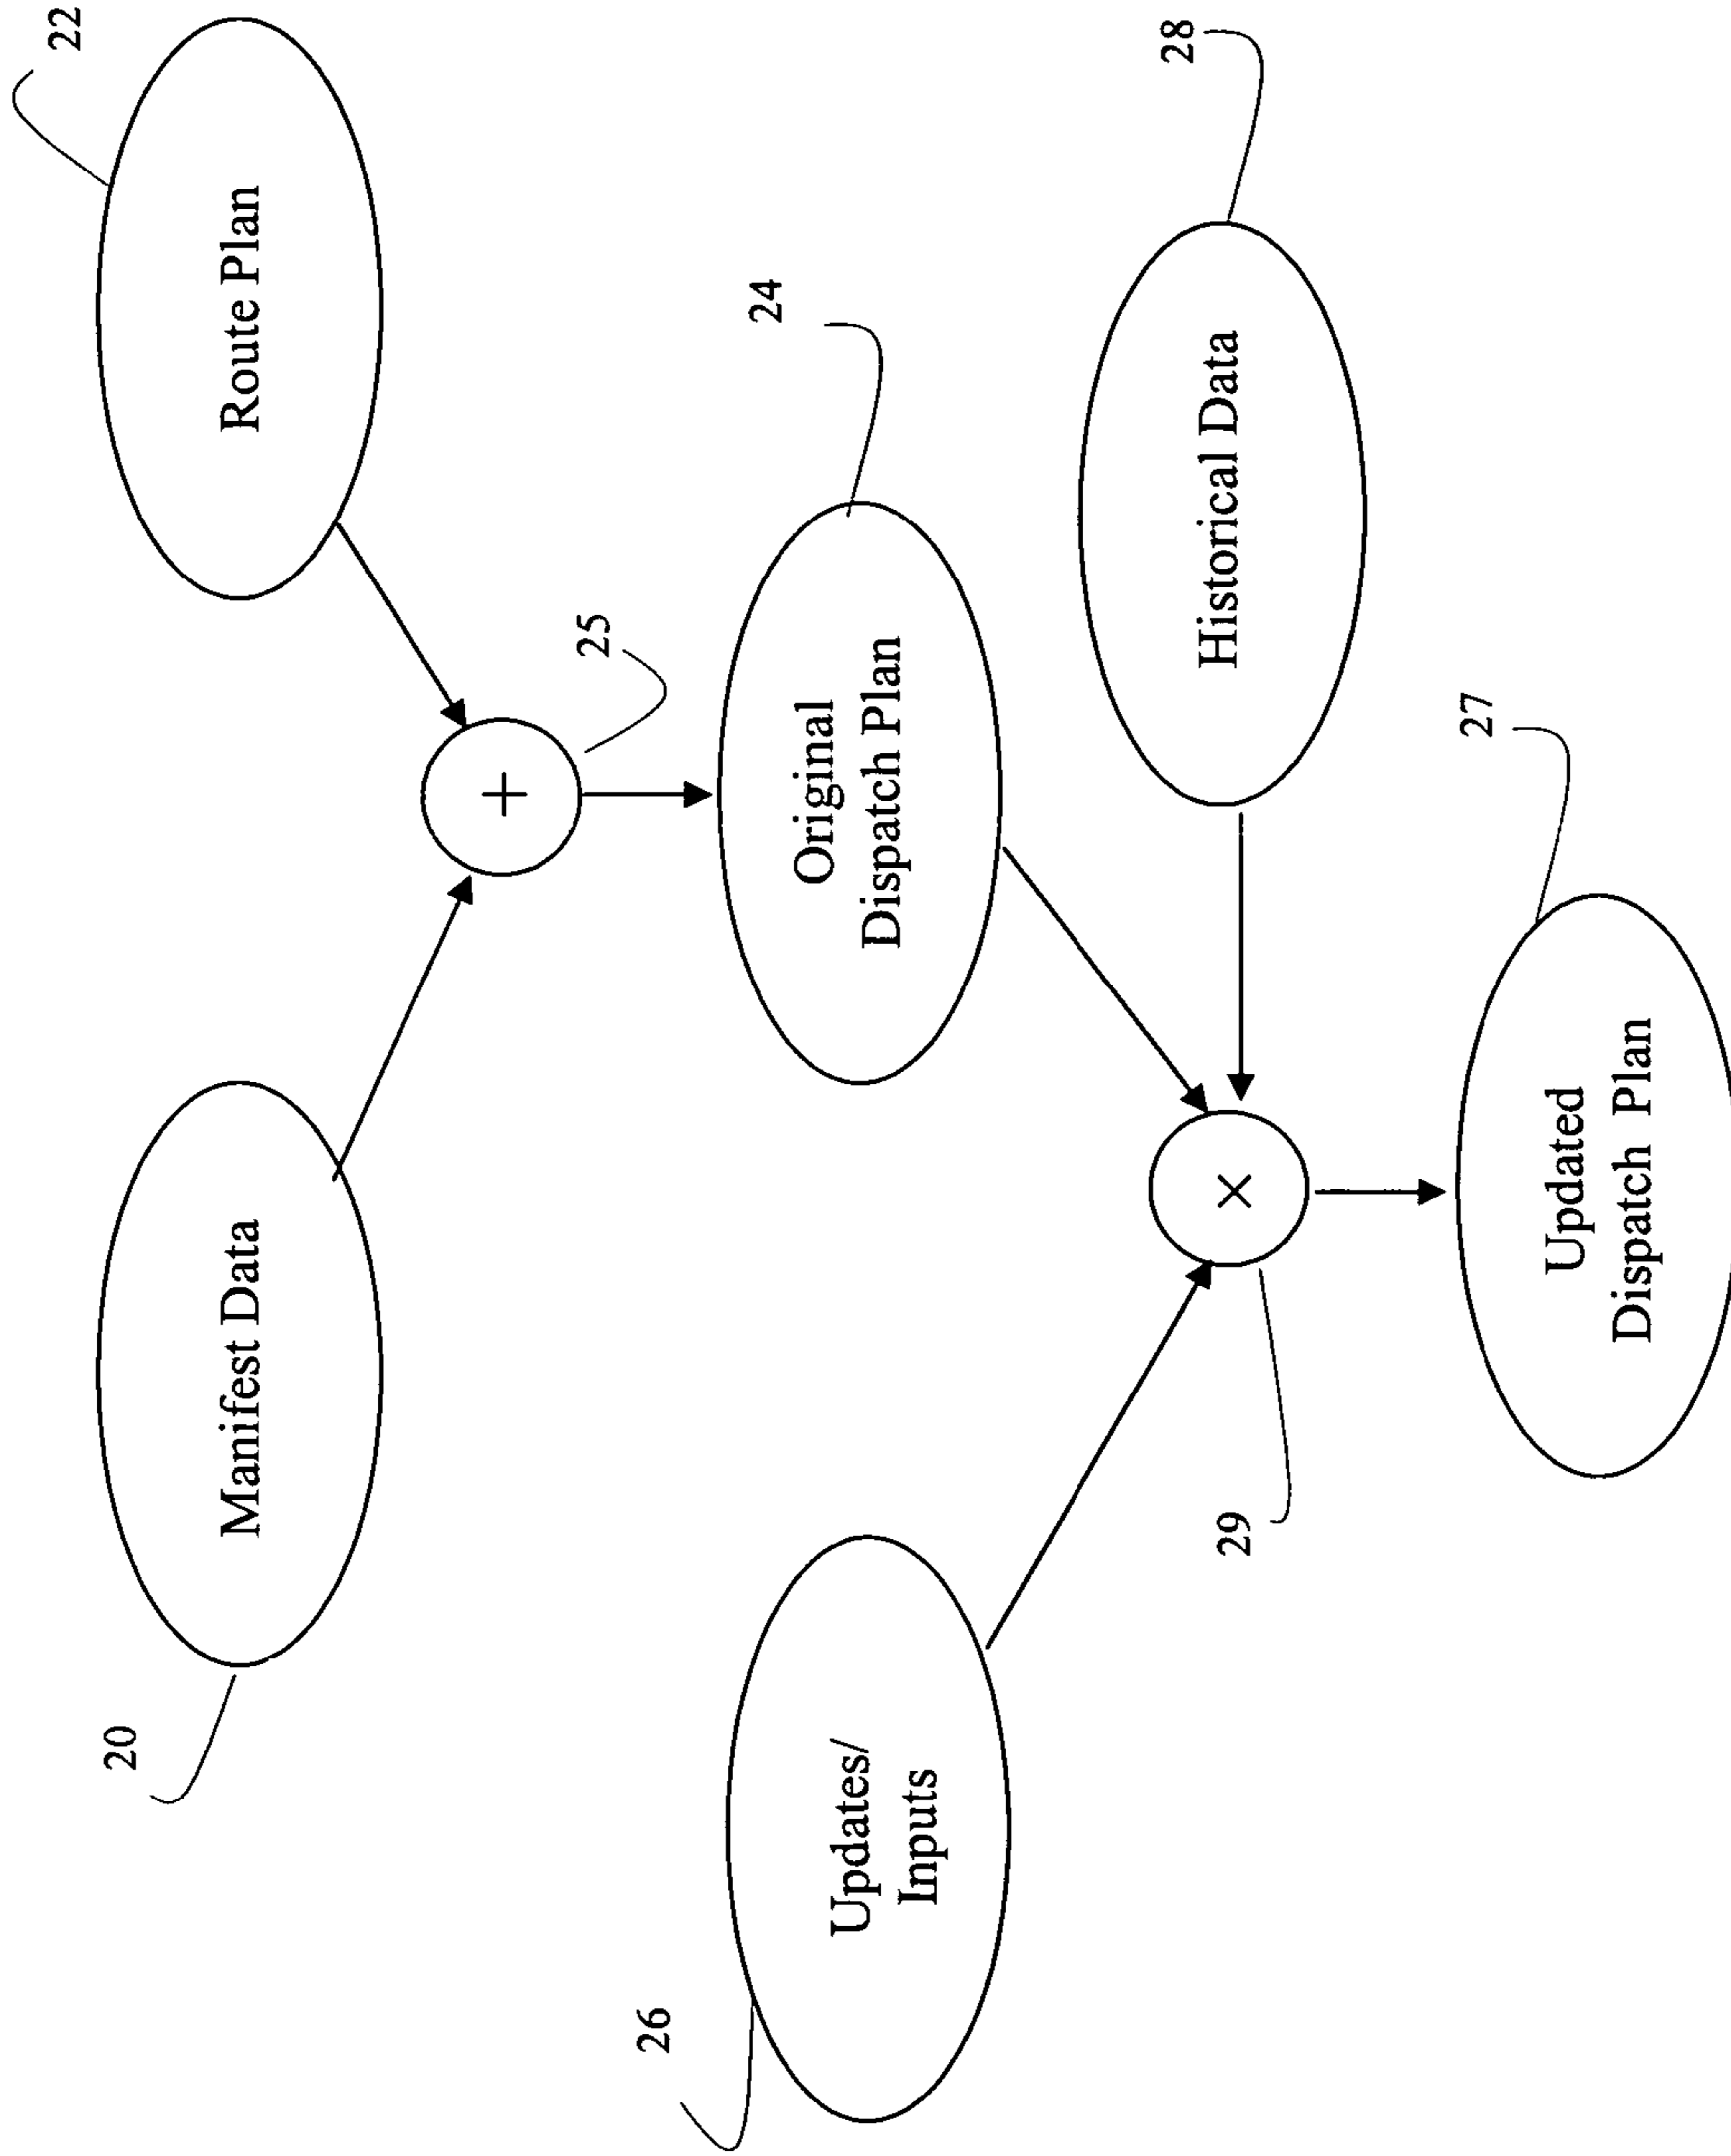 20
Manifest Data
Route Plan
22
+
25
26
Updates/
Inputs
Original
Dispatch Plan
24
29
×
Historical Data
28
Updated
Dispatch Plan
27